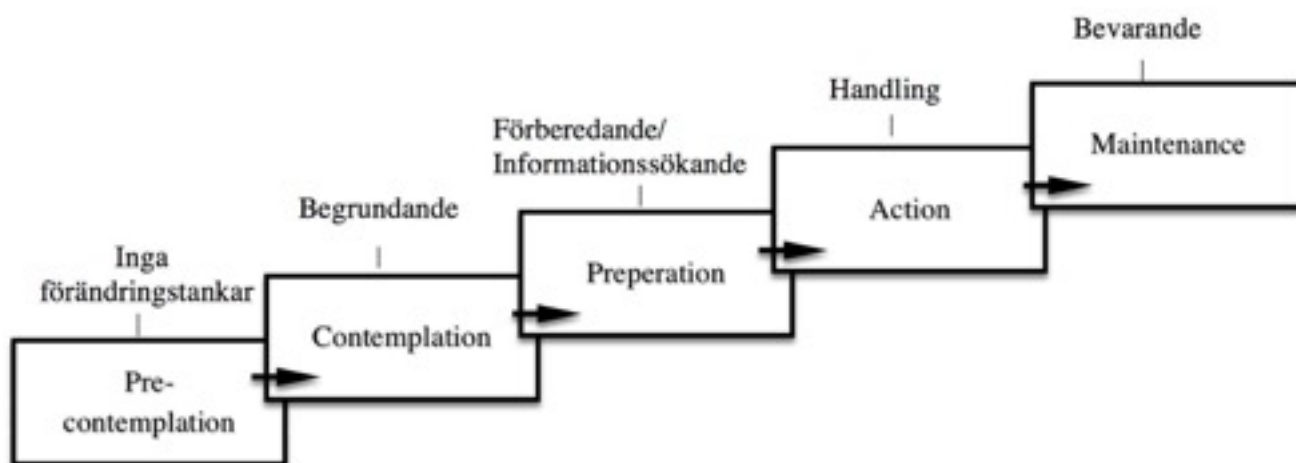 Inga
förändringstankar
Pre-
contemplation
Begrundande
Contemplation
Förberedande/
Informationssökande
Preperation
Handling
Action
Bevarande
Maintenance